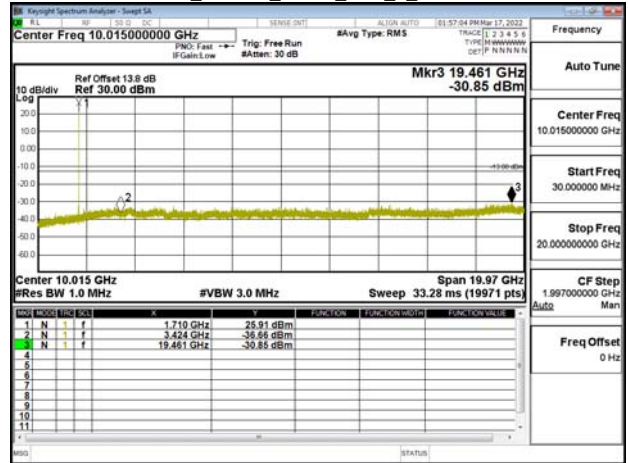 Keysight Spectrum Analyzer - Swept SA
RL RF 50 Ω DC SENSE:INT ALIGN AUTO 01:57:04 PM Mar 17, 2022
Center Freq 10.015000000 GHz #Avg Type: RMS TRACE 1 2 3 4 5 6
PNO: Fast Trig: Free Run TYPE M WWWWW
IFGain:Low #Atten: 30 dB DET P N N N N N
Frequency
Auto Tune
Mkr3 19.461 GHz
-30.85 dBm
Ref Offset 13.8 dB
10 dB/div Ref 30.00 dBm
Log
20.0
10.0
0.00
-10.0
-20.0
-30.0
-40.0
-50.0
-60.0
1
2
3
-13.00 dBm
Center Freq
10.015000000 GHz
Start Freq
30.000000 MHz
Stop Freq
20.000000000 GHz
Center 10.015 GHz Span 19.97 GHz
#Res BW 1.0 MHz #VBW 3.0 MHz Sweep 33.28 ms (19971 pts)
CF Step
1.997000000 GHz
Auto Man
Freq Offset
0 Hz
MKR MODE TRC SCL X Y FUNCTION FUNCTION WIDTH FUNCTION VALUE
1 N 1 f 1.710 GHz 25.91 dBm
2 N 1 f 3.424 GHz -36.66 dBm
3 N 1 f 19.461 GHz -30.85 dBm
4
5
6
7
8
9
10
11
MSG STATUS